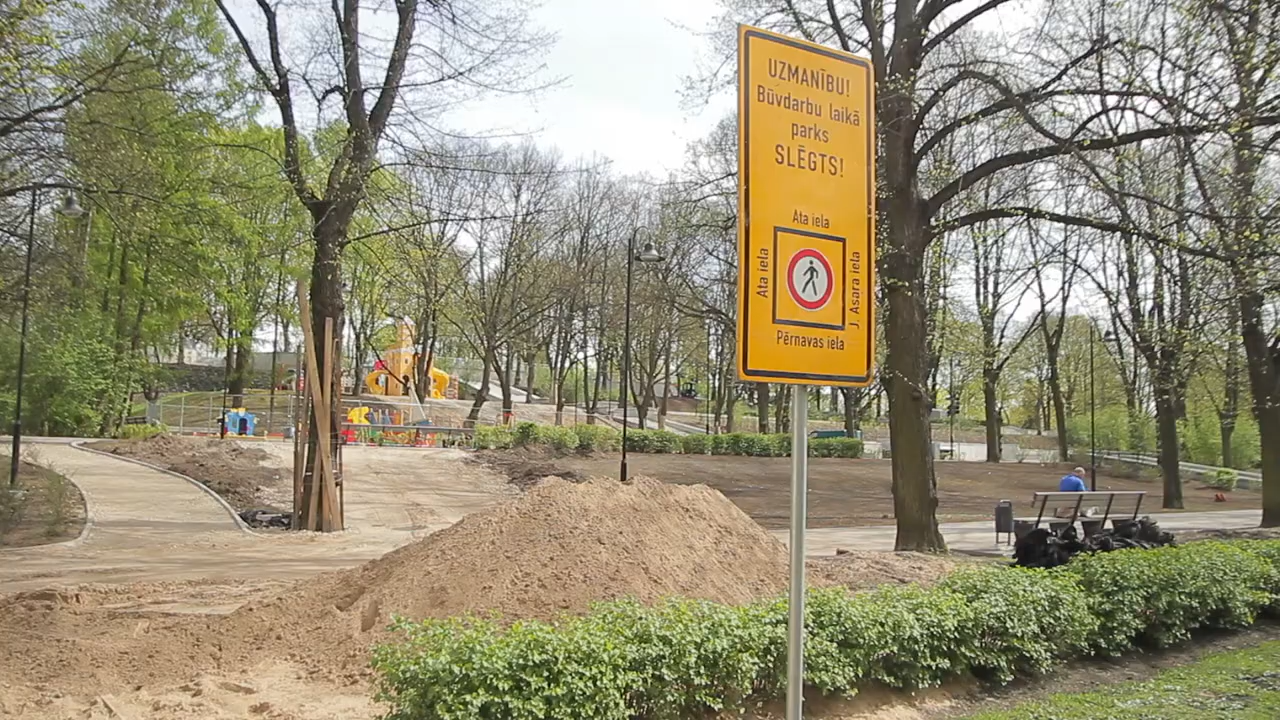 UZMANĪBU!
Būvdarbu laikā
parks
SLĒGTS!
Ata iela
Ata iela
J. Asara iela
Pērnavas iela